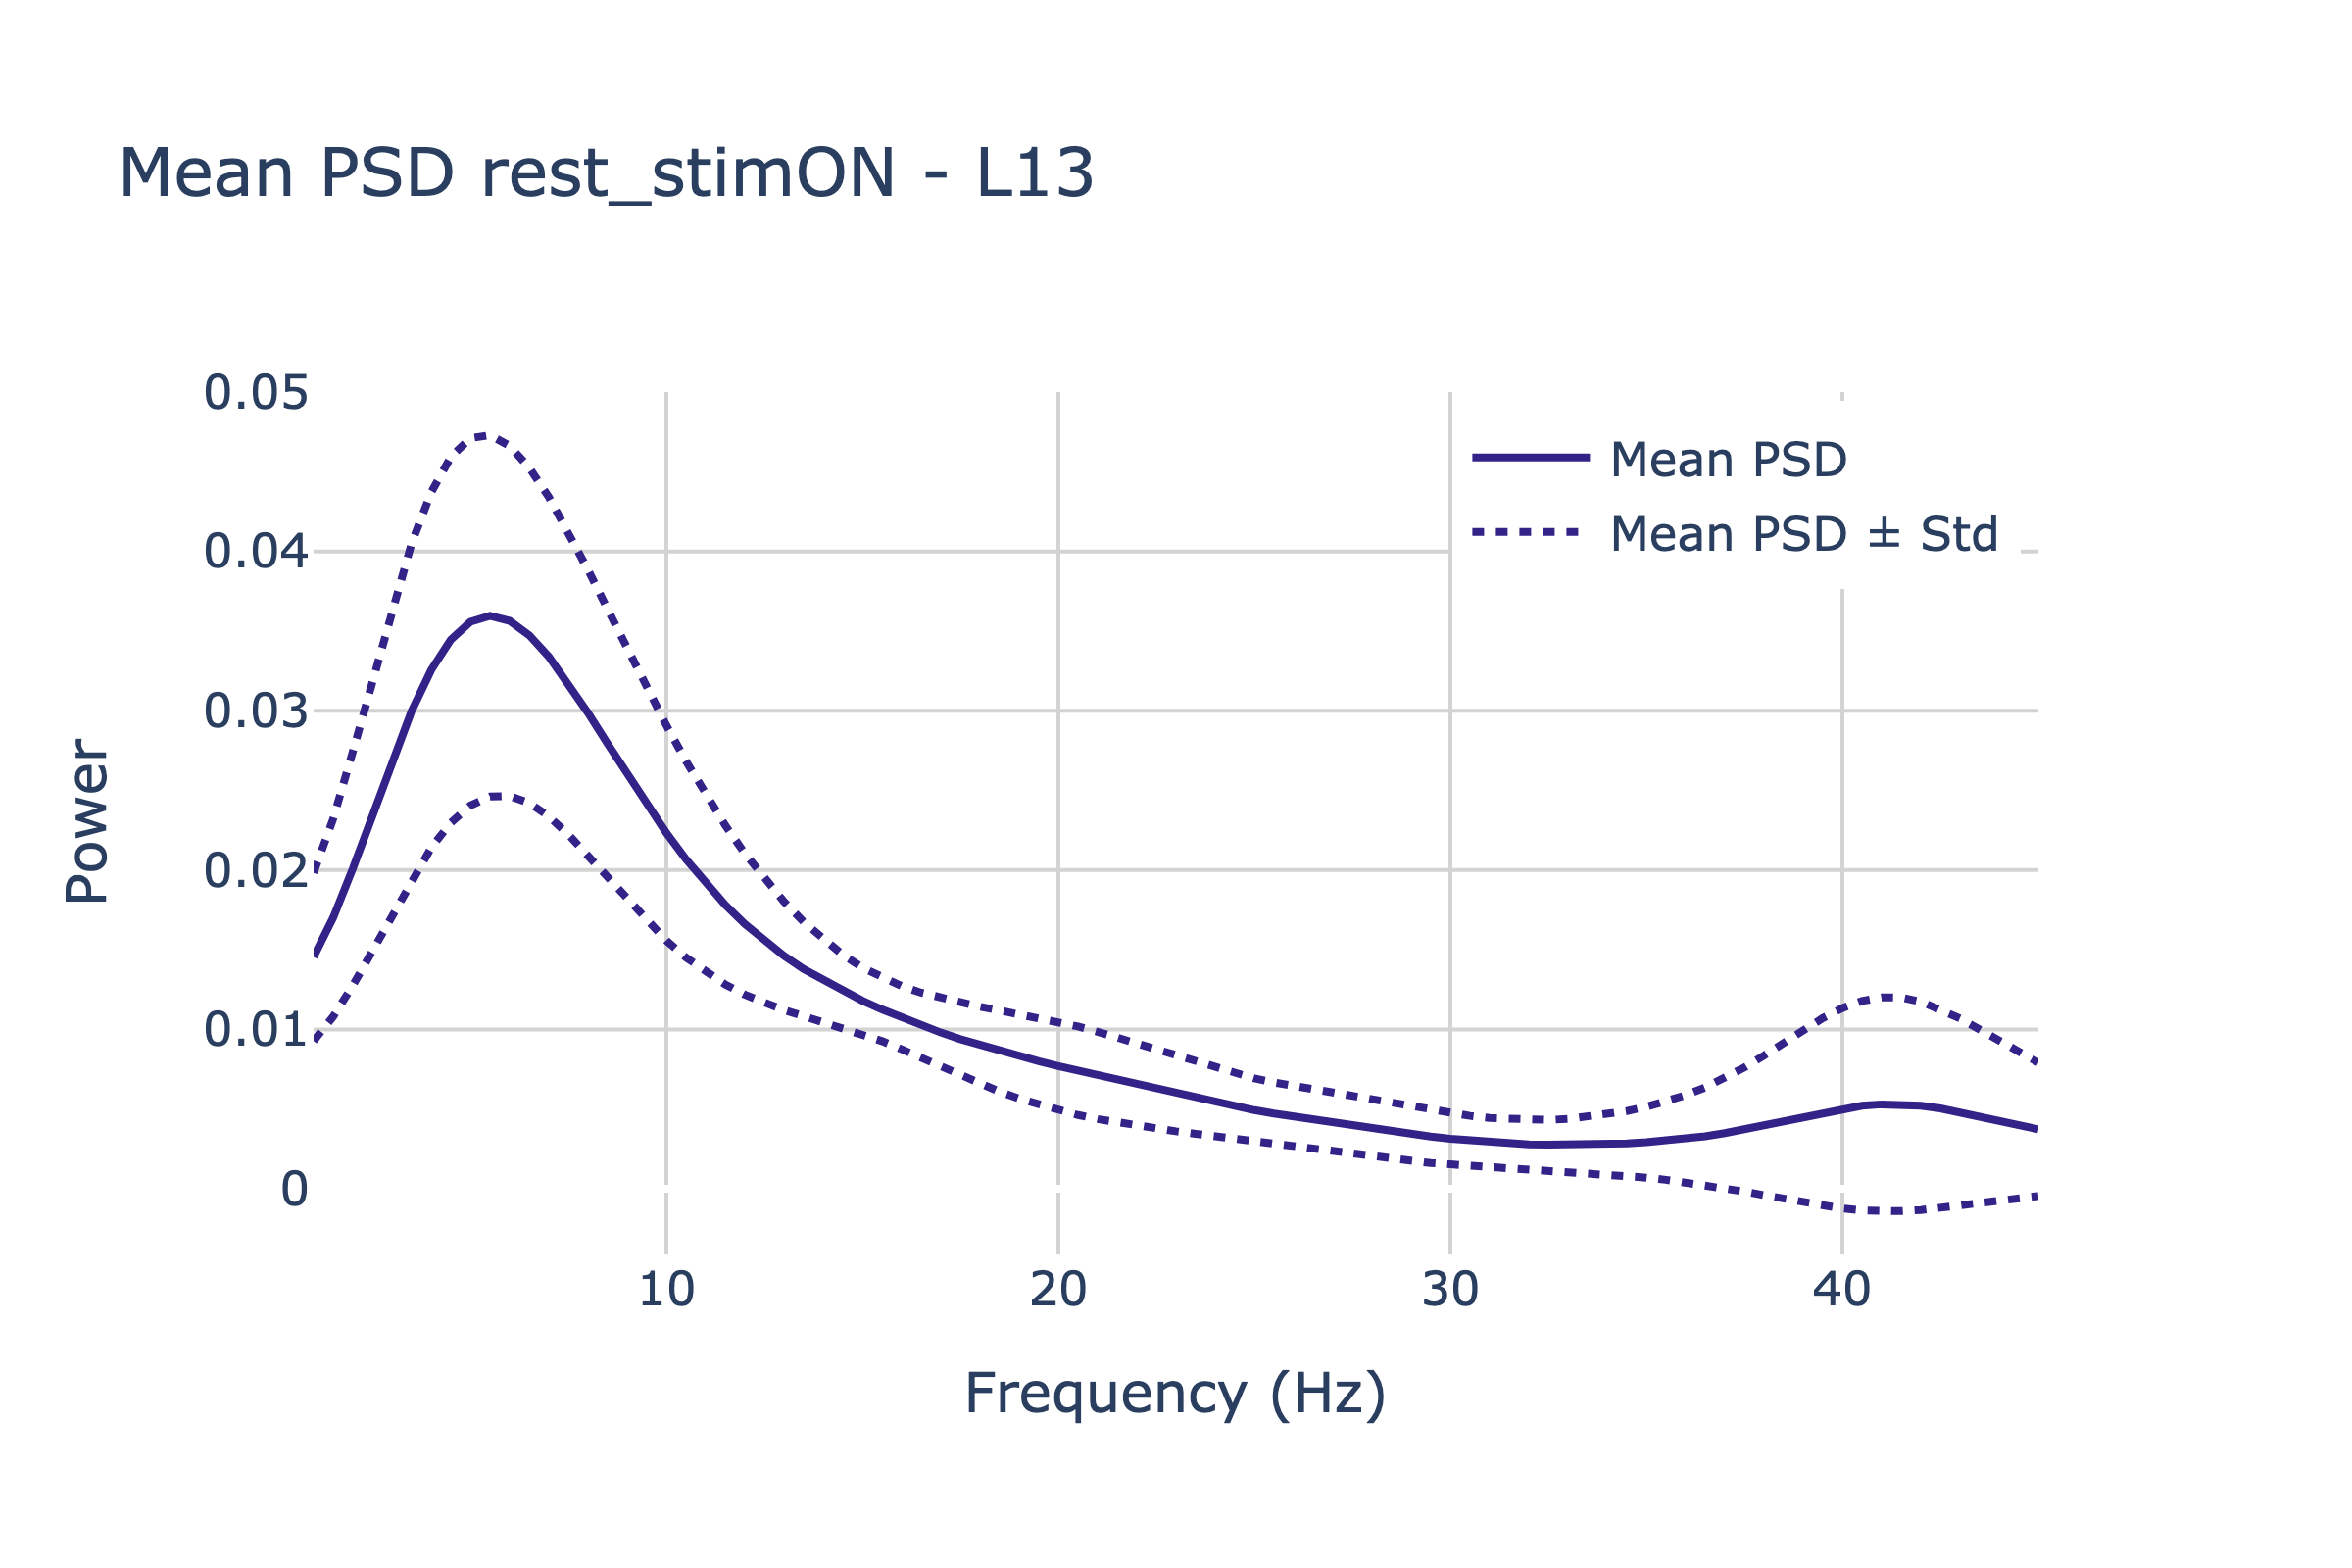 Mean PSD rest_stimON - L13
0.05
0.04
0.03
0.02
0.01
0
Power
Mean PSD
Mean PSD ± Std
10 20 30 40
Frequency (Hz)